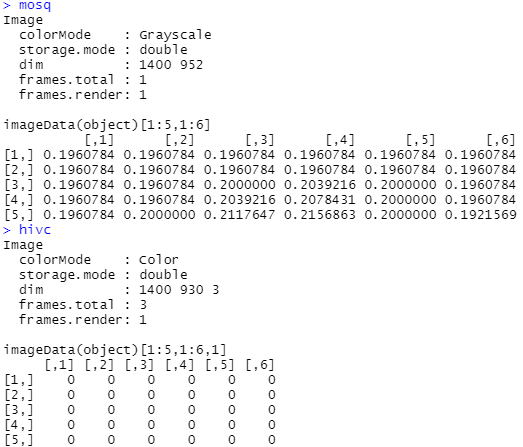 > mosq
Image
  colorMode    : Grayscale
  storage.mode : double
  dim          : 1400 952
  frames.total : 1
  frames.render: 1

imageData(object)[1:5,1:6]
          [,1]      [,2]      [,3]      [,4]      [,5]      [,6]
[1,] 0.1960784 0.1960784 0.1960784 0.1960784 0.1960784 0.1960784
[2,] 0.1960784 0.1960784 0.1960784 0.1960784 0.1960784 0.1960784
[3,] 0.1960784 0.1960784 0.2000000 0.2039216 0.2000000 0.1960784
[4,] 0.1960784 0.1960784 0.2039216 0.2078431 0.2000000 0.1960784
[5,] 0.1960784 0.2000000 0.2117647 0.2156863 0.2000000 0.1921569
> hivc
Image
  colorMode    : Color
  storage.mode : double
  dim          : 1400 930 3
  frames.total : 3
  frames.render: 1

imageData(object)[1:5,1:6,1]
     [,1] [,2] [,3] [,4] [,5] [,6]
[1,]    0    0    0    0    0    0
[2,]    0    0    0    0    0    0
[3,]    0    0    0    0    0    0
[4,]    0    0    0    0    0    0
[5,]    0    0    0    0    0    0